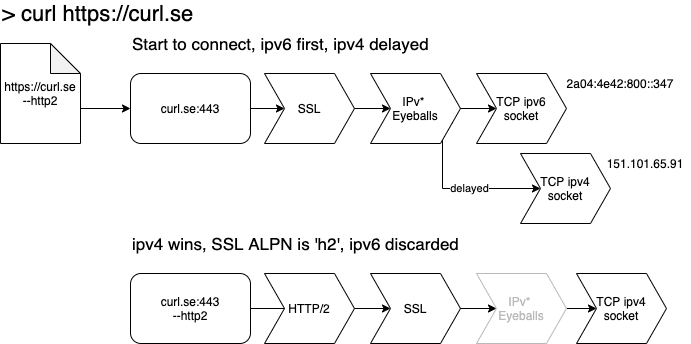 > curl https://curl.se
Start to connect, ipv6 first, ipv4 delayed
https://curl.se
--http2
curl.se:443
SSL
IPv*
Eyeballs
TCP ipv6
socket
2a04:4e42:800::347
delayed
TCP ipv4
socket
151.101.65.91
ipv4 wins, SSL ALPN is 'h2', ipv6 discarded
curl.se:443
--http2
HTTP/2
SSL
IPv*
Eyeballs
TCP ipv4
socket